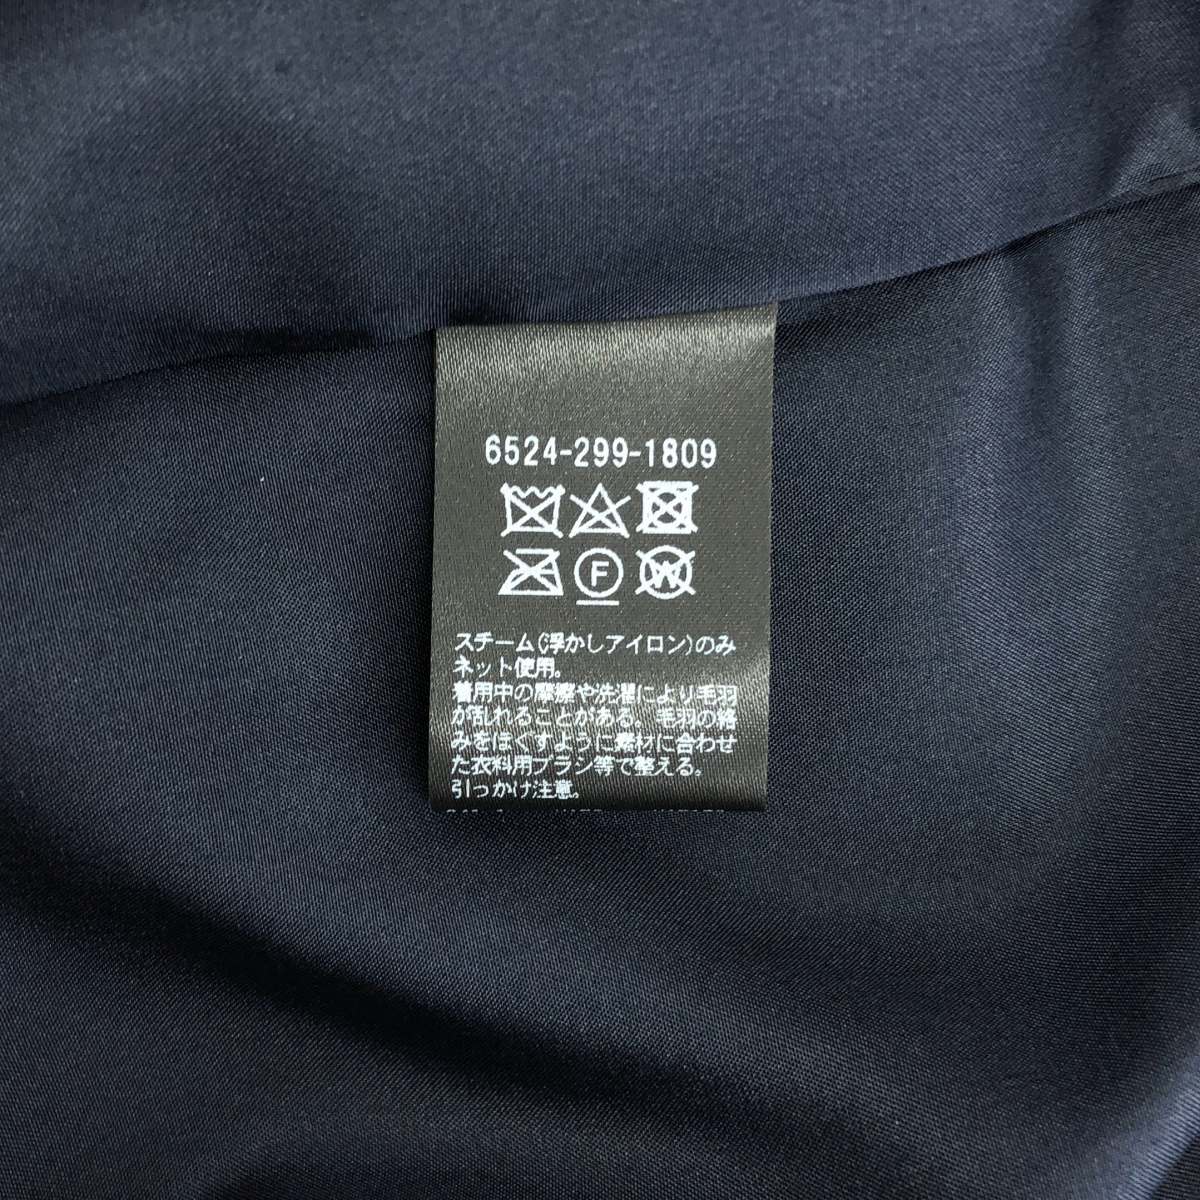 6524-299-1809
F
W
スチーム(浮かしアイロン)のみ
ネット使用。
着用中の摩擦や洗濯により毛羽
が乱れることがある。毛羽の絡
みをほぐすように素材に合わせ
た衣料用ブラシ等で整える。
引っかけ注意。